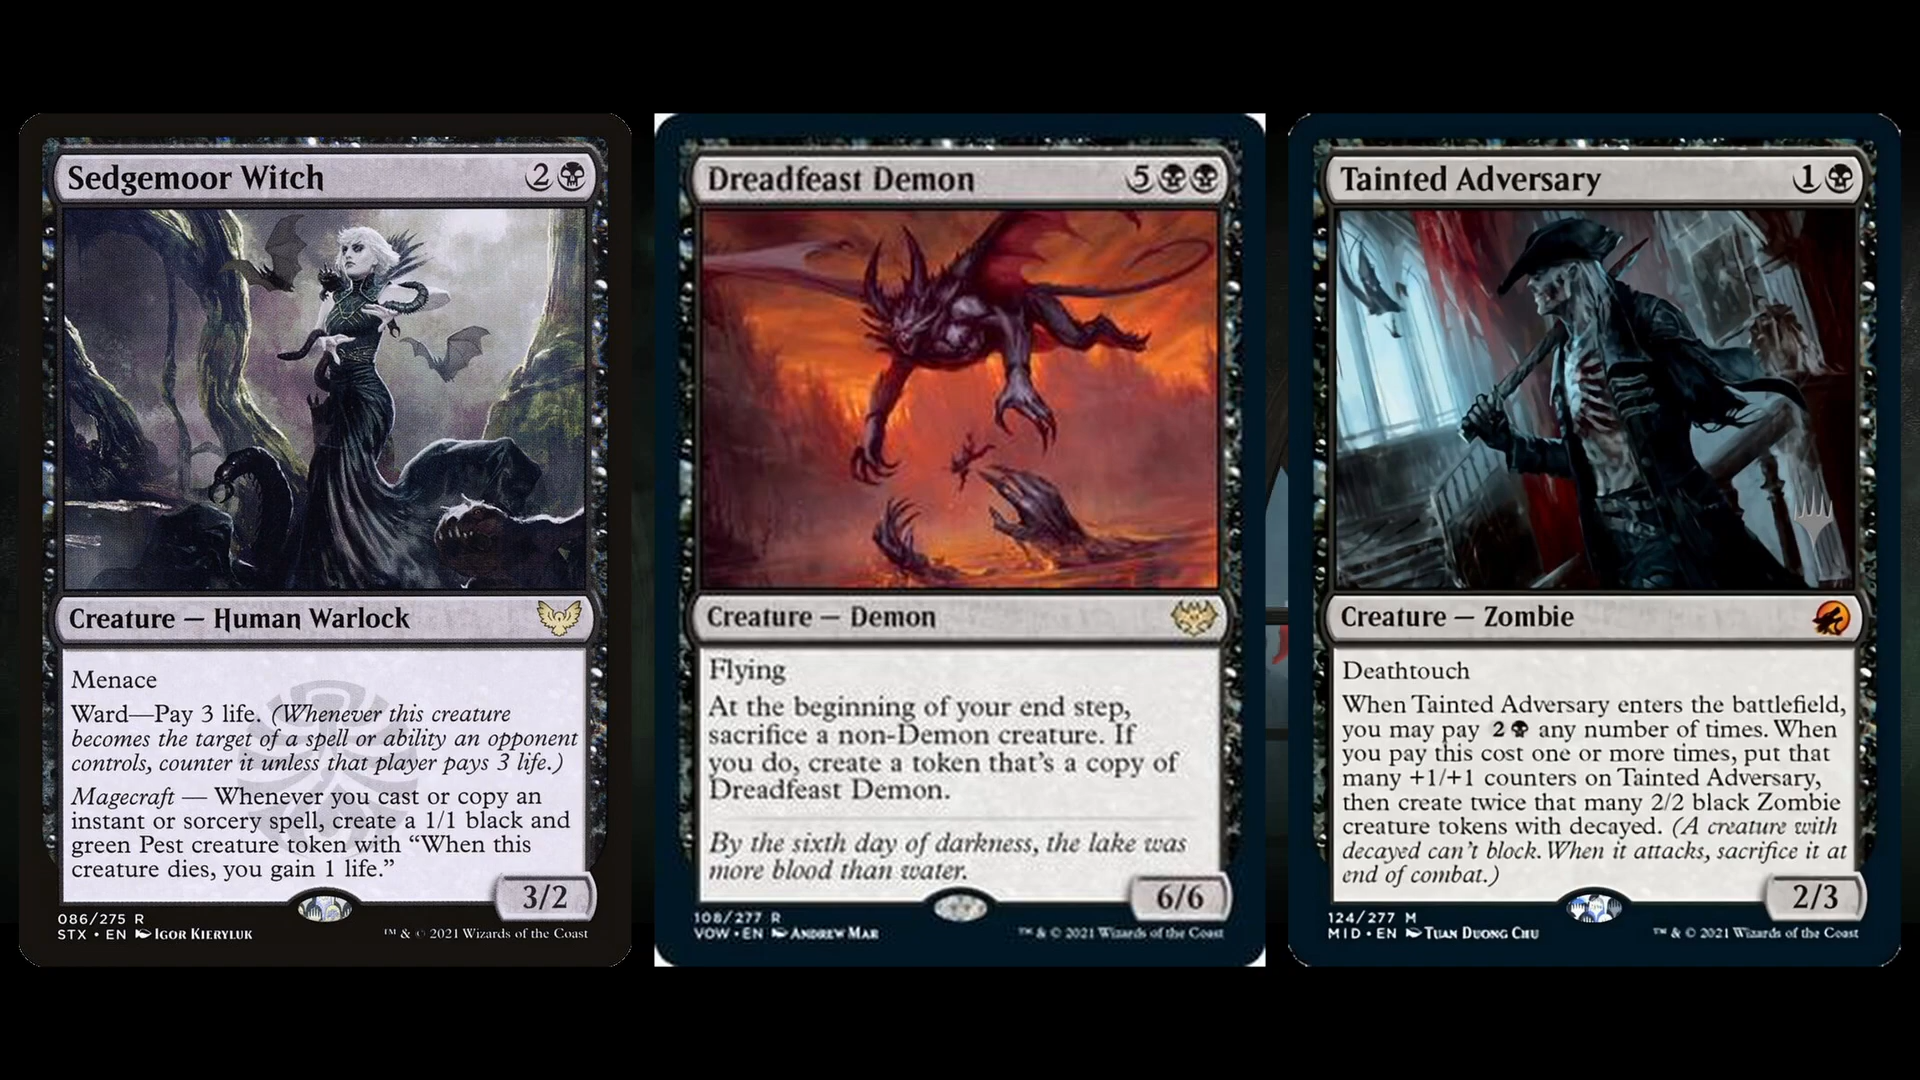 Sedgemoor Witch 2
Creature — Human Warlock
Menace
Ward—Pay 3 life. (Whenever this creature
becomes the target of a spell or ability an opponent
controls, counter it unless that player pays 3 life.)
Magecraft — Whenever you cast or copy an
instant or sorcery spell, create a 1/1 black and
green Pest creature token with “When this
creature dies, you gain 1 life.”
3/2
086/275 R
STX • EN Igor Kieryluk
™ & © 2021 Wizards of the Coast
Dreadfeast Demon 5
Creature — Demon
Flying
At the beginning of your end step,
sacrifice a non-Demon creature. If
you do, create a token that's a copy of
Dreadfeast Demon.
By the sixth day of darkness, the lake was
more blood than water.
6/6
108/277 R
VOW • EN Andrew Mar
™ & © 2021 Wizards of the Coast
Tainted Adversary 1
Creature — Zombie
Deathtouch
When Tainted Adversary enters the battlefield,
you may pay 2 any number of times. When
you pay this cost one or more times, put that
many +1/+1 counters on Tainted Adversary,
then create twice that many 2/2 black Zombie
creature tokens with decayed. (A creature with
decayed can't block. When it attacks, sacrifice it at
end of combat.)
2/3
124/277 M
MID • EN Tuan Duong Chu
™ & © 2021 Wizards of the Coast